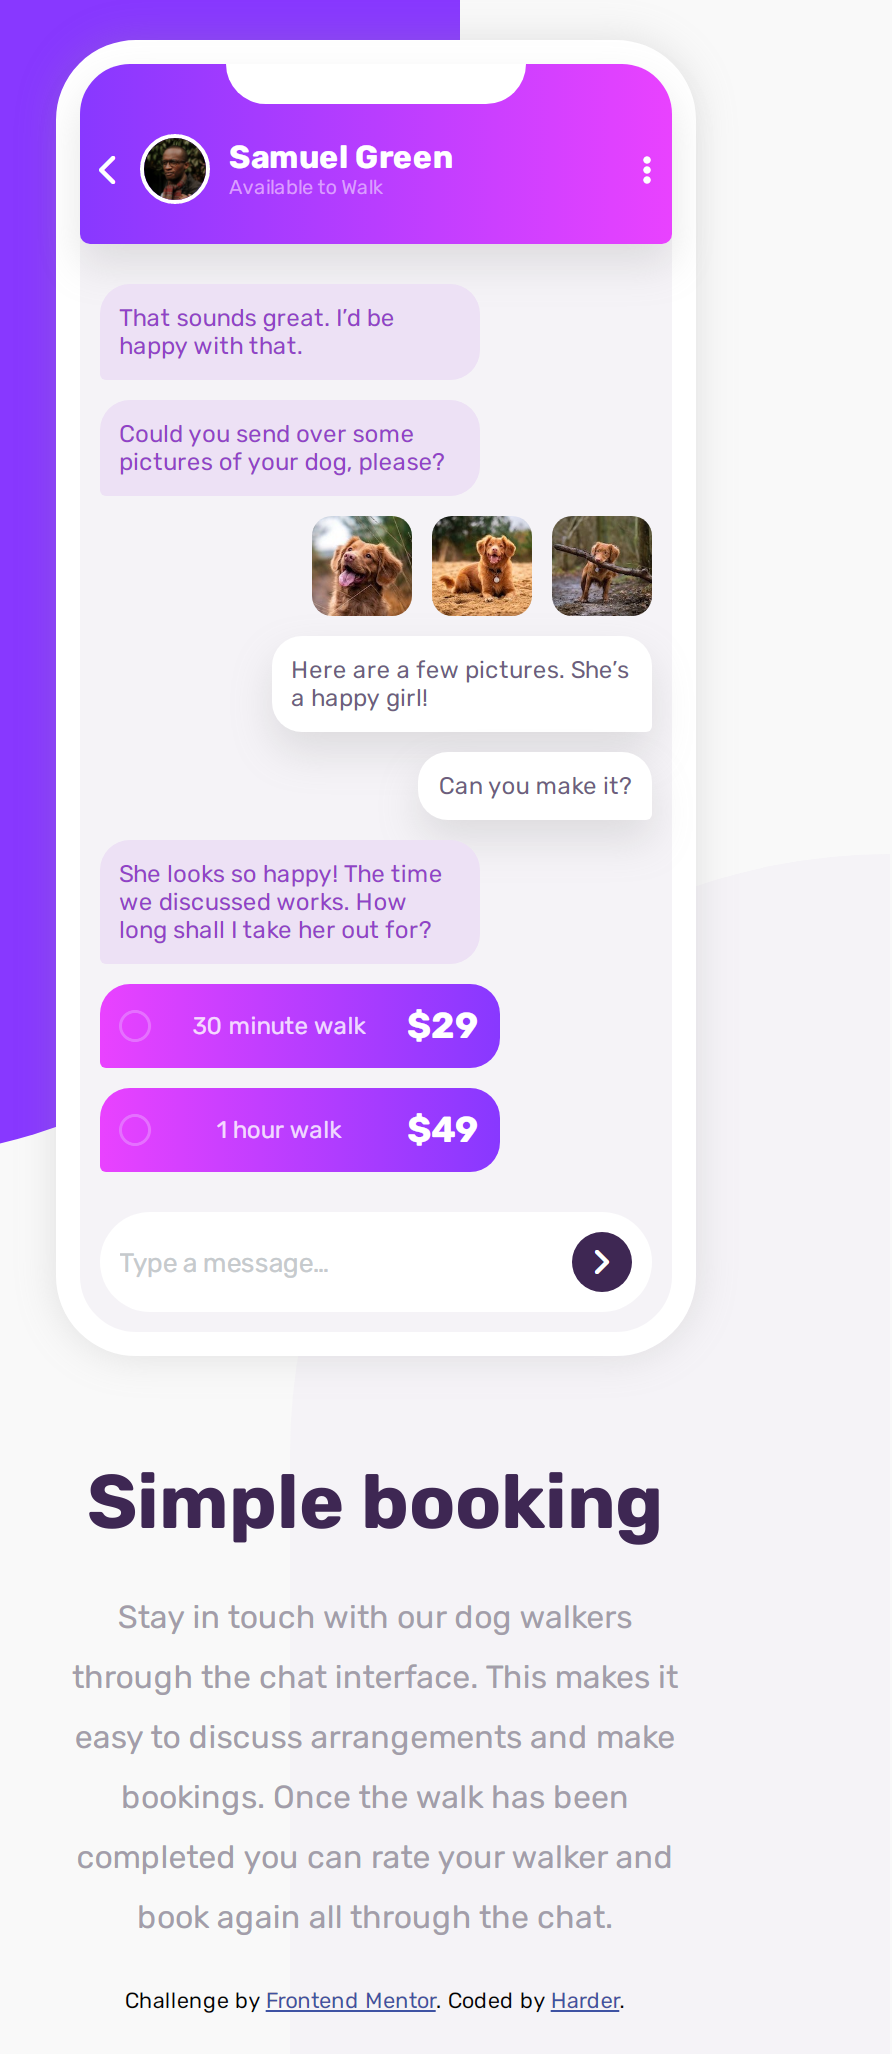 Samuel Green
Available to Walk
That sounds great. I’d be
happy with that.
Could you send over some
pictures of your dog, please?
Here are a few pictures. She’s
a happy girl!
Can you make it?
She looks so happy! The time
we discussed works. How
long shall I take her out for?
30 minute walk $29
1 hour walk $49
Type a message…
Simple booking
Stay in touch with our dog walkers
through the chat interface. This makes it
easy to discuss arrangements and make
bookings. Once the walk has been
completed you can rate your walker and
book again all through the chat.
Challenge by Frontend Mentor. Coded by Harder.